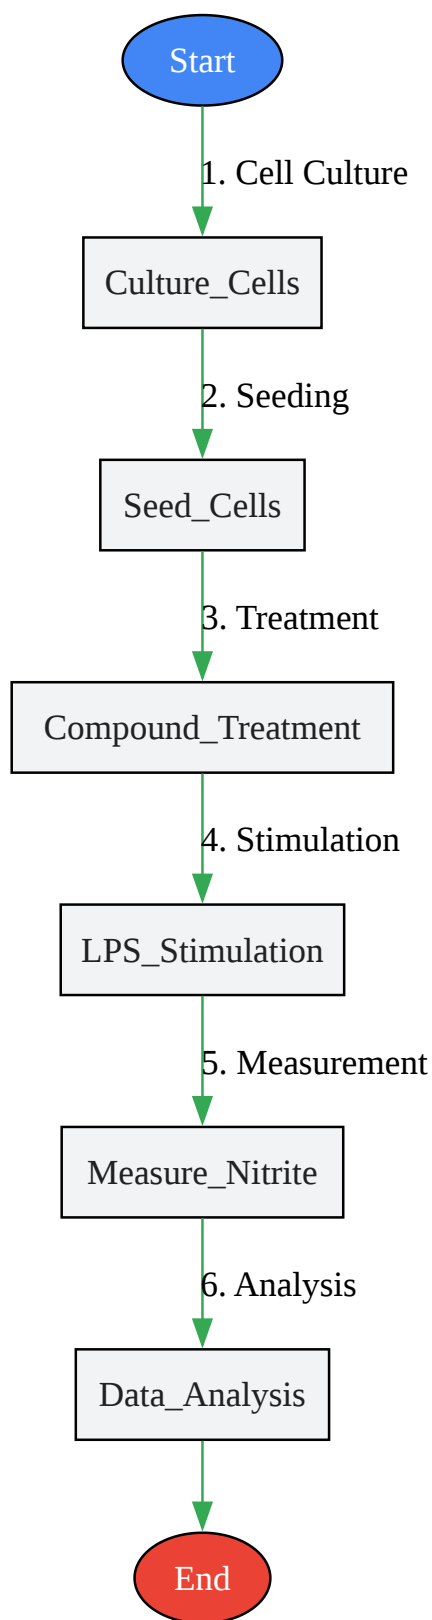 Start
1. Cell Culture
Culture_Cells
2. Seeding
Seed_Cells
3. Treatment
Compound_Treatment
4. Stimulation
LPS_Stimulation
5. Measurement
Measure_Nitrite
6. Analysis
Data_Analysis
End